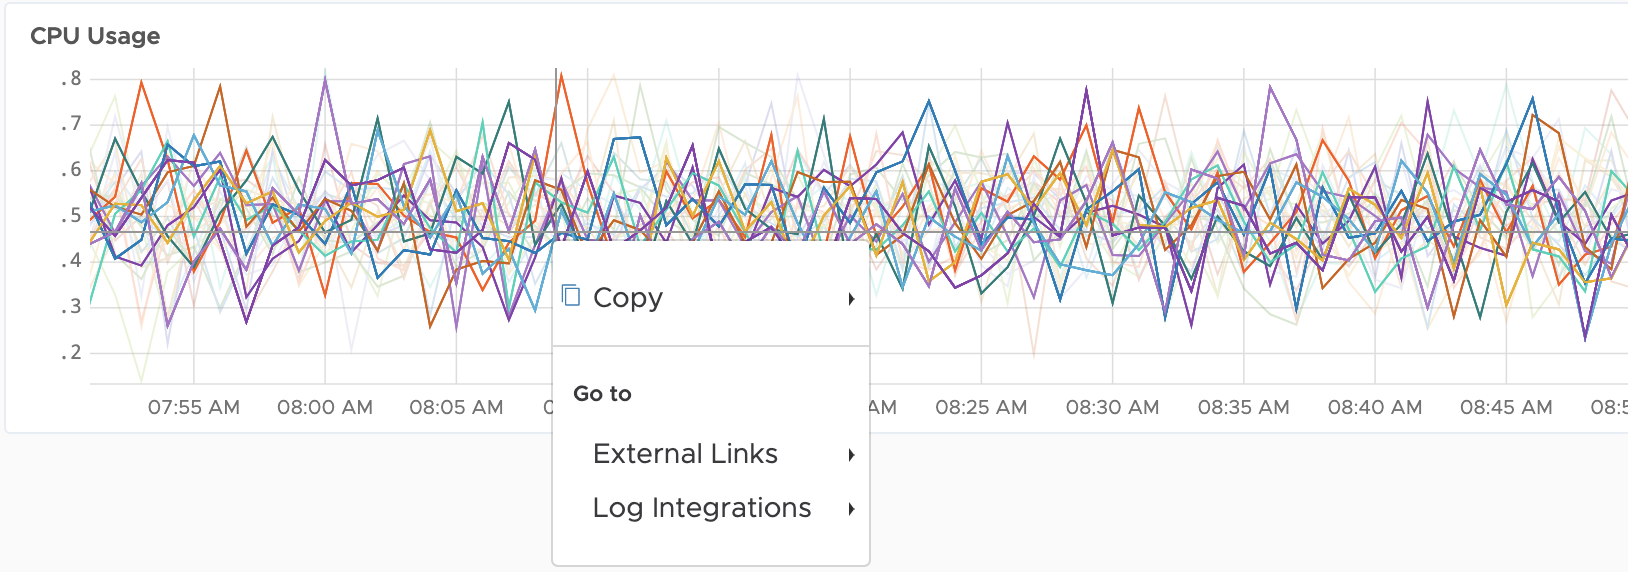 CPU Usage
.8
.7
.6
.5
.4
.3
.2
07:55 AM 08:00 AM 08:05 AM AM 08:25 AM 08:30 AM 08:35 AM 08:40 AM 08:45 AM
Copy
Go to
External Links
Log Integrations